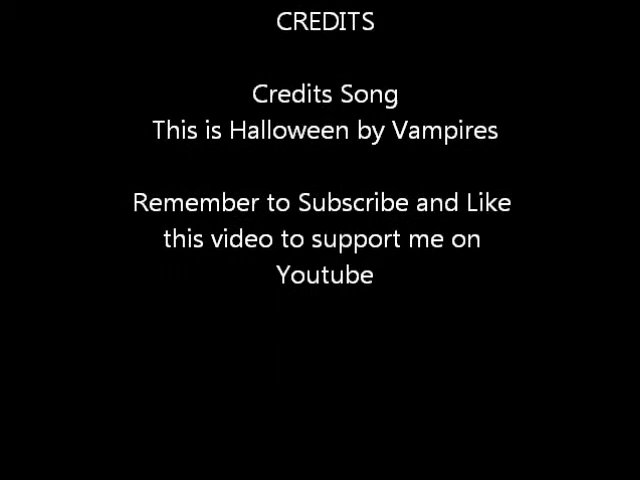 CREDITS
Credits Song
This is Halloween by Vampires
Remember to Subscribe and Like
this video to support me on
Youtube